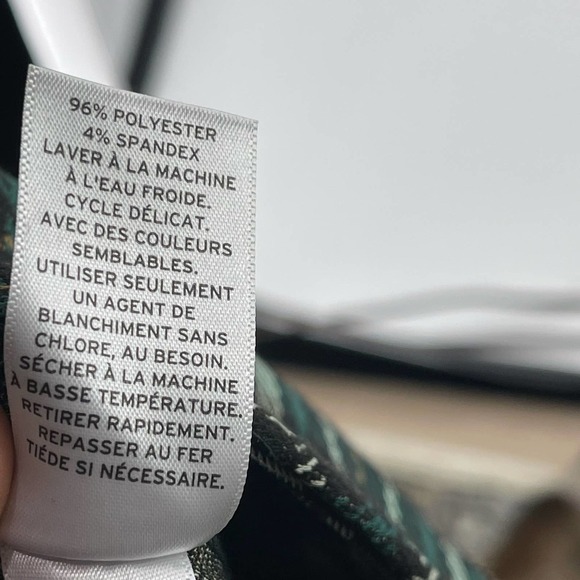 96% POLYESTER
4% SPANDEX
LAVER À LA MACHINE
À L'EAU FROIDE.
CYCLE DÉLICAT.
AVEC DES COULEURS
SEMBLABLES.
UTILISER SEULEMENT
UN AGENT DE
BLANCHIMENT SANS
CHLORE, AU BESOIN.
SÉCHER À LA MACHINE
À BASSE TEMPÉRATURE.
RETIRER RAPIDEMENT.
REPASSER AU FER
TIÉDE SI NÉCESSAIRE.